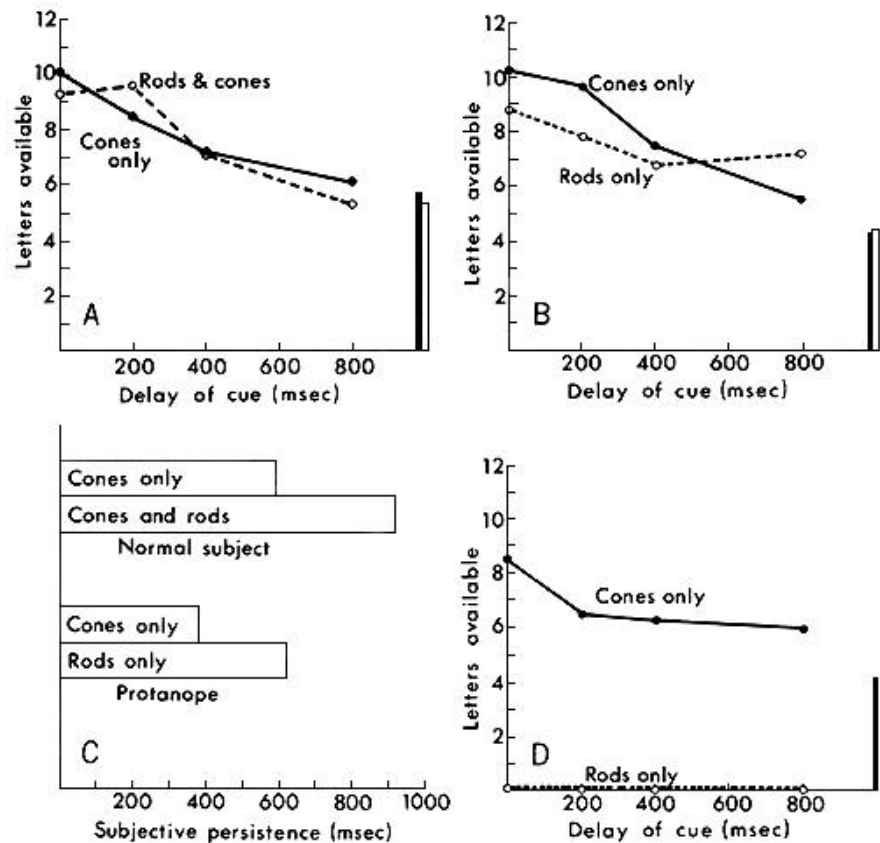 12
10
8
6
4
2
Letters available
Rods & cones
Cones
only
A
200 400 600 800
Delay of cue (msec)
12
10
8
6
4
2
Letters available
Cones only
Rods only
B
200 400 600 800
Delay of cue (msec)
Cones only
Cones and rods
Normal subject
Cones only
Rods only
Protanope
C
200 400 600 800 1000
Subjective persistence (msec)
12
10
8
6
4
2
Letters available
Cones only
D
Rods only
200 400 600 800
Delay of cue (msec)